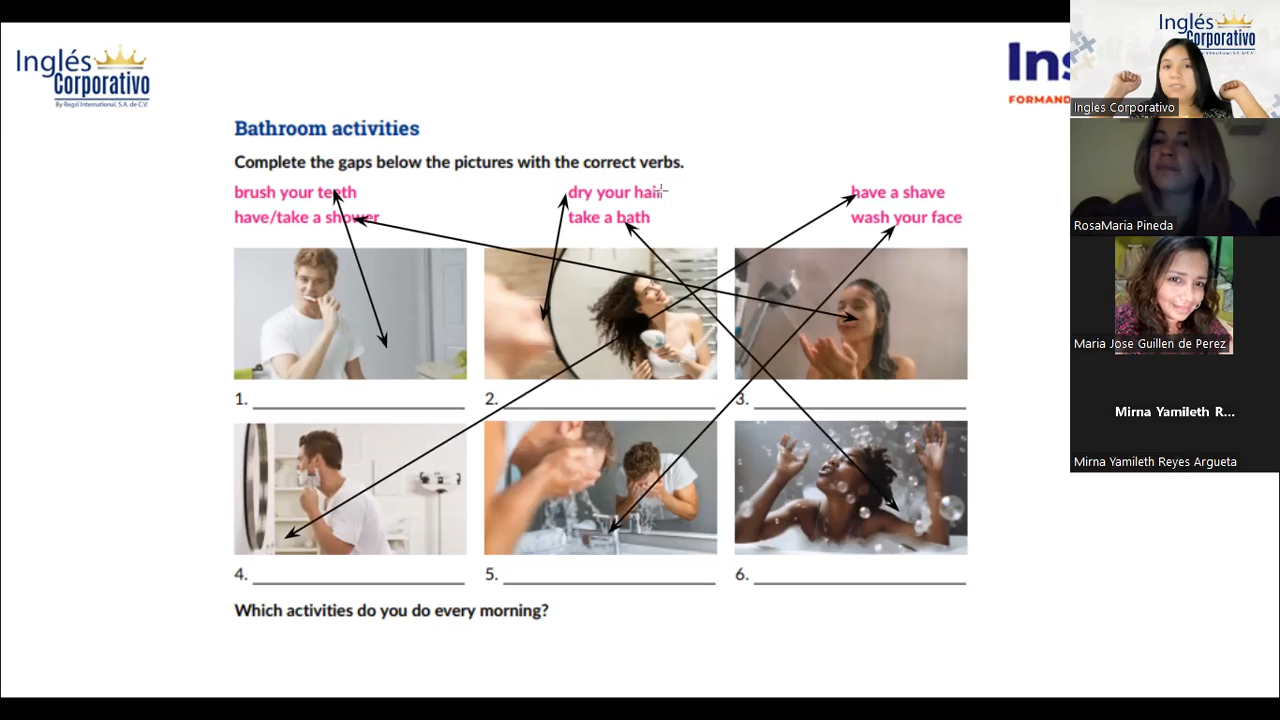 Inglés
Corporativo
By Regal International, S.A. de C.V.
Ins
FORMAND
Bathroom activities
Complete the gaps below the pictures with the correct verbs.
brush your teeth
dry your hair
have a shave
have/take a shower
take a bath
wash your face
1.
2.
3.
4.
5.
6.
Which activities do you do every morning?
Inglés
Corporativo
Ingles Corporativo
RosaMaria Pineda
Maria Jose Guillen de Perez
Mirna Yamileth R...
Mirna Yamileth Reyes Argueta